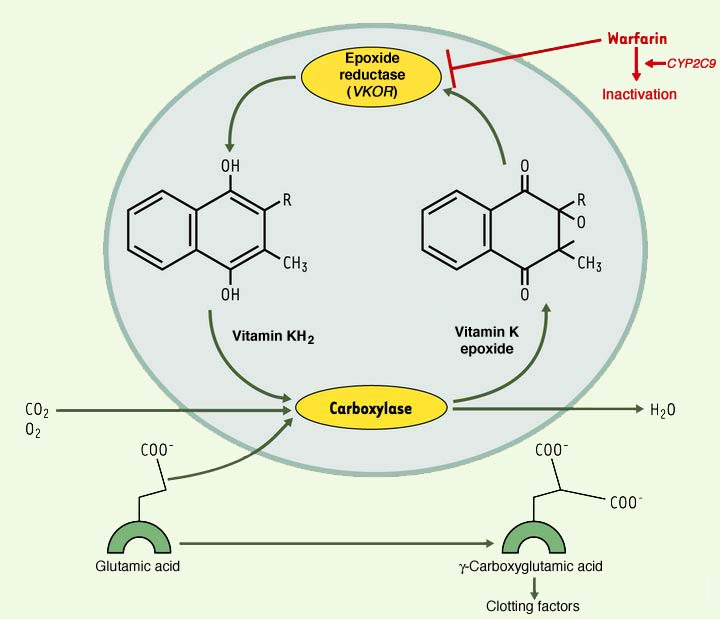 Epoxide
reductase
(VKOR)
Warfarin
CYP2C9
Inactivation
OH
R
CH₃
OH
Vitamin KH₂
O
R
O
CH₃
O
Vitamin K
epoxide
CO₂
O₂
Carboxylase
H₂O
COO⁻
Glutamic acid
COO⁻
COO⁻
γ-Carboxyglutamic acid
Clotting factors